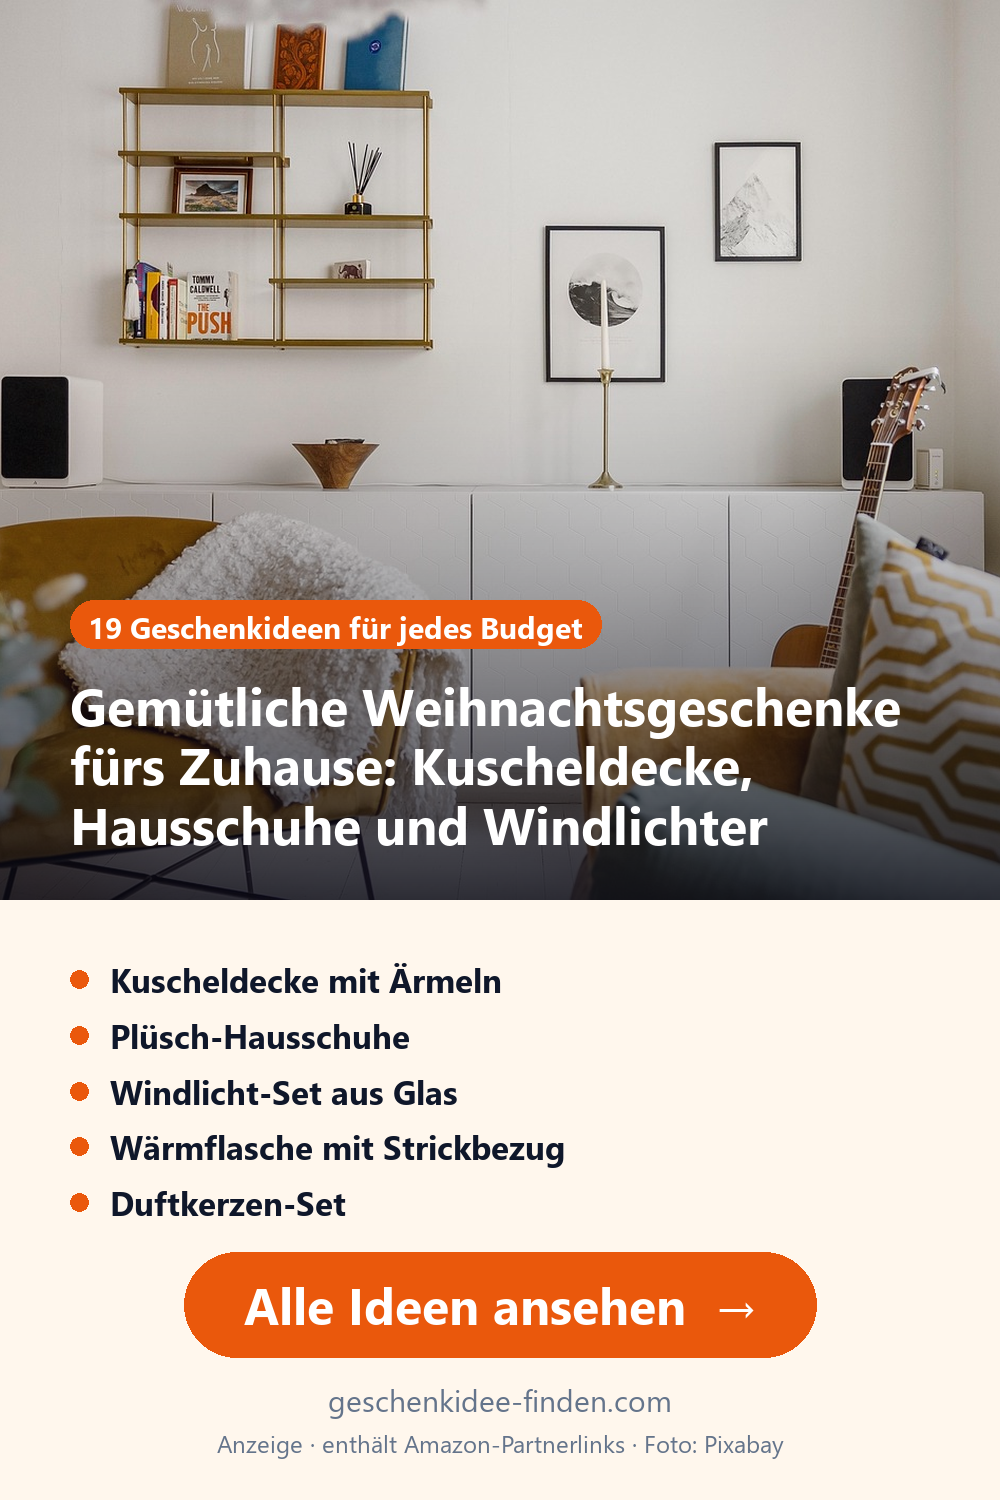 WOMEN
TOMMY
CALDWELL
THE
PUSH
19 Geschenkideen für jedes Budget
Gemütliche Weihnachtsgeschenke
fürs Zuhause: Kuscheldecke,
Hausschuhe und Windlichter
Kuscheldecke mit Ärmeln
Plüsch-Hausschuhe
Windlicht-Set aus Glas
Wärmflasche mit Strickbezug
Duftkerzen-Set
Alle Ideen ansehen →
geschenkidee-finden.com
Anzeige · enthält Amazon-Partnerlinks · Foto: Pixabay